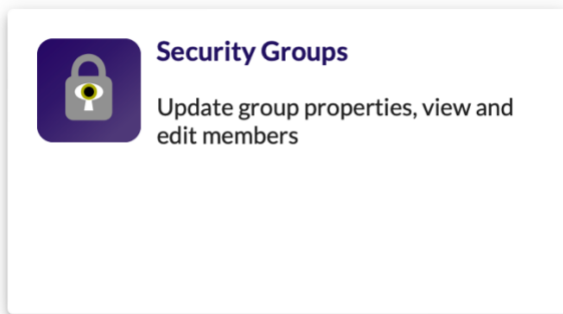 Security Groups
Update group properties, view and
edit members